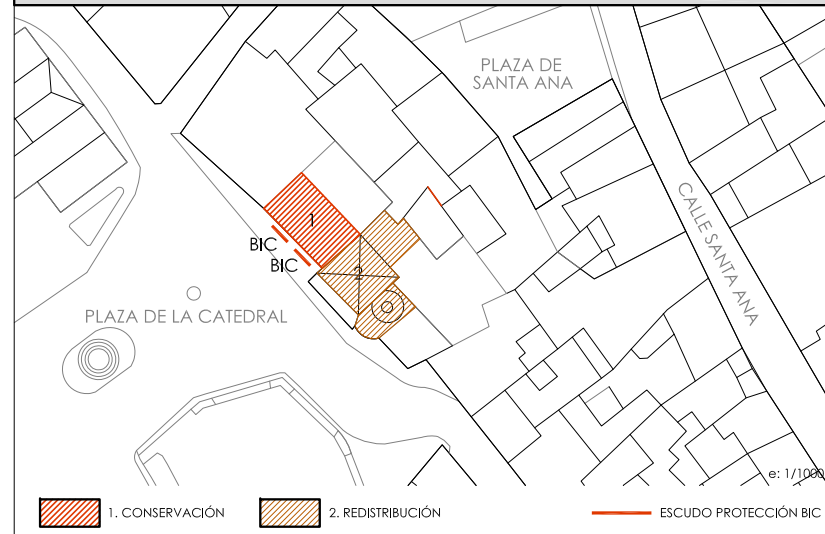 PLAZA DE
SANTA ANA
CALLE SANTA ANA
1
BIC
BIC
2
PLAZA DE LA CATEDRAL
e: 1/1000
1. CONSERVACIÓN
2. REDISTRIBUCIÓN
ESCUDO PROTECCIÓN BIC